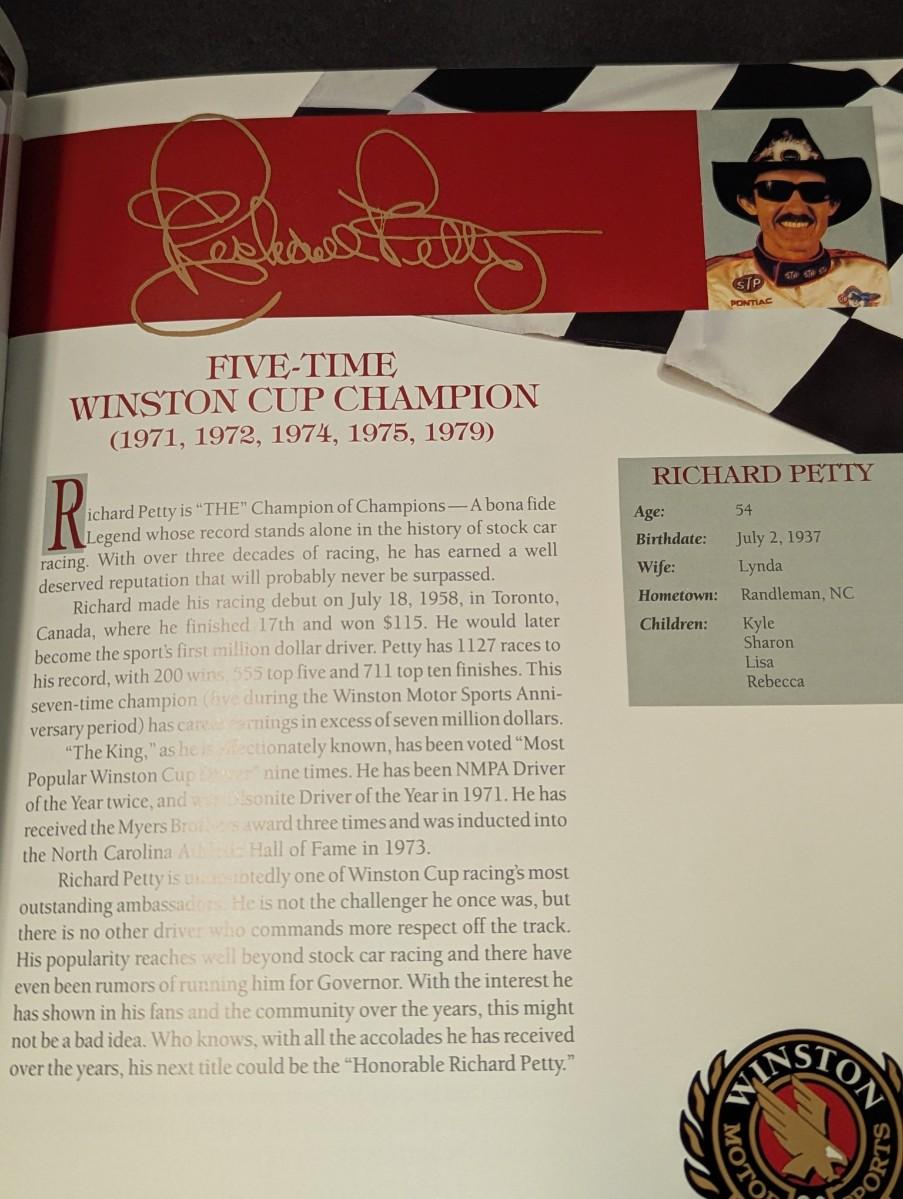 Richard Petty
STP
STP STP ST
PONTIAC
FIVE-TIME
WINSTON CUP CHAMPION
(1971, 1972, 1974, 1975, 1979)
Richard Petty is "THE" Champion of Champions—A bona fide
Legend whose record stands alone in the history of stock car
racing. With over three decades of racing, he has earned a well
deserved reputation that will probably never be surpassed.
Richard made his racing debut on July 18, 1958, in Toronto,
Canada, where he finished 17th and won $115. He would later
become the sport's first million dollar driver. Petty has 1127 races to
his record, with 200 wins, 555 top five and 711 top ten finishes. This
seven-time champion (five during the Winston Motor Sports Anni-
versary period) has career earnings in excess of seven million dollars.
"The King," as he is affectionately known, has been voted "Most
Popular Winston Cup Driver" nine times. He has been NMPA Driver
of the Year twice, and was Olsonite Driver of the Year in 1971. He has
received the Myers Brothers award three times and was inducted into
the North Carolina Athletic Hall of Fame in 1973.
Richard Petty is undoubtedly one of Winston Cup racing's most
outstanding ambassadors. He is not the challenger he once was, but
there is no other driver who commands more respect off the track.
His popularity reaches well beyond stock car racing and there have
even been rumors of running him for Governor. With the interest he
has shown in his fans and the community over the years, this might
not be a bad idea. Who knows, with all the accolades he has received
over the years, his next title could be the "Honorable Richard Petty."
RICHARD PETTY
Age: 54
Birthdate: July 2, 1937
Wife: Lynda
Hometown: Randleman, NC
Children: Kyle
Sharon
Lisa
Rebecca
WINSTON
MOTO
PORTS